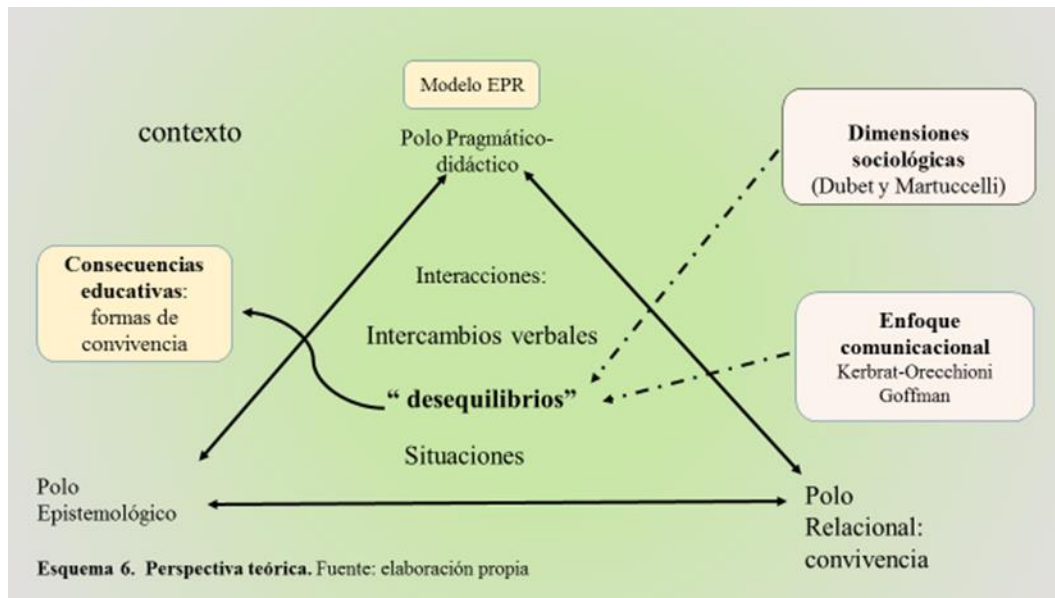 Modelo EPR
contexto
Polo Pragmático-
didáctico
Dimensiones
sociológicas
(Dubet y Martuccelli)
Consecuencias
educativas:
formas de
convivencia
Interacciones:
Intercambios verbales
“ desequilibrios”
Situaciones
Enfoque
comunicacional
Kerbrat-Orecchioni
Goffman
Polo
Epistemológico
Polo
Relacional:
convivencia
Esquema 6. Perspectiva teórica. Fuente: elaboración propia